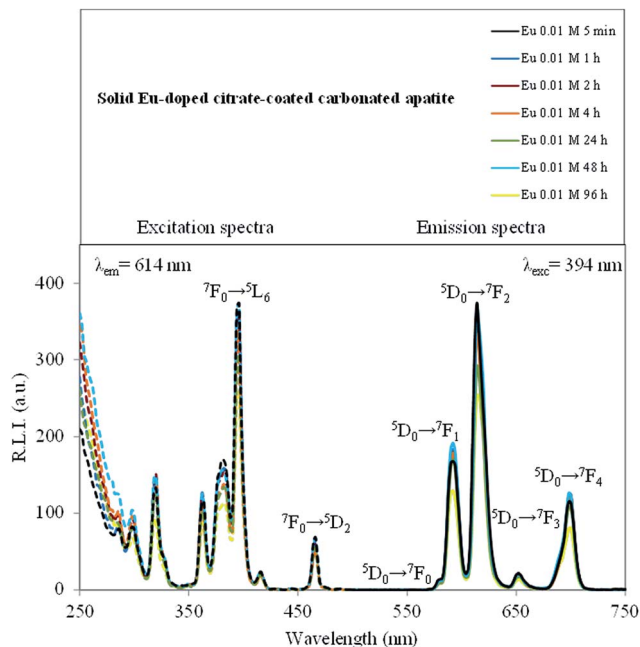 Eu 0.01 M 5 min
Eu 0.01 M 1 h
Eu 0.01 M 2 h
Solid Eu-doped citrate-coated carbonated apatite
Eu 0.01 M 4 h
Eu 0.01 M 24 h
Eu 0.01 M 48 h
Eu 0.01 M 96 h
Excitation spectra
Emission spectra
λem= 614 nm
λexc= 394 nm
400
⁷F₀→⁵L₆
⁵D₀→⁷F₂
300
R.L.I. (a.u.)
⁵D₀→⁷F₁
200
⁵D₀→⁷F₄
⁷F₀→⁵D₂
⁵D₀→⁷F₃
100
⁵D₀→⁷F₀
0
250
350
450
550
650
750
Wavelength (nm)